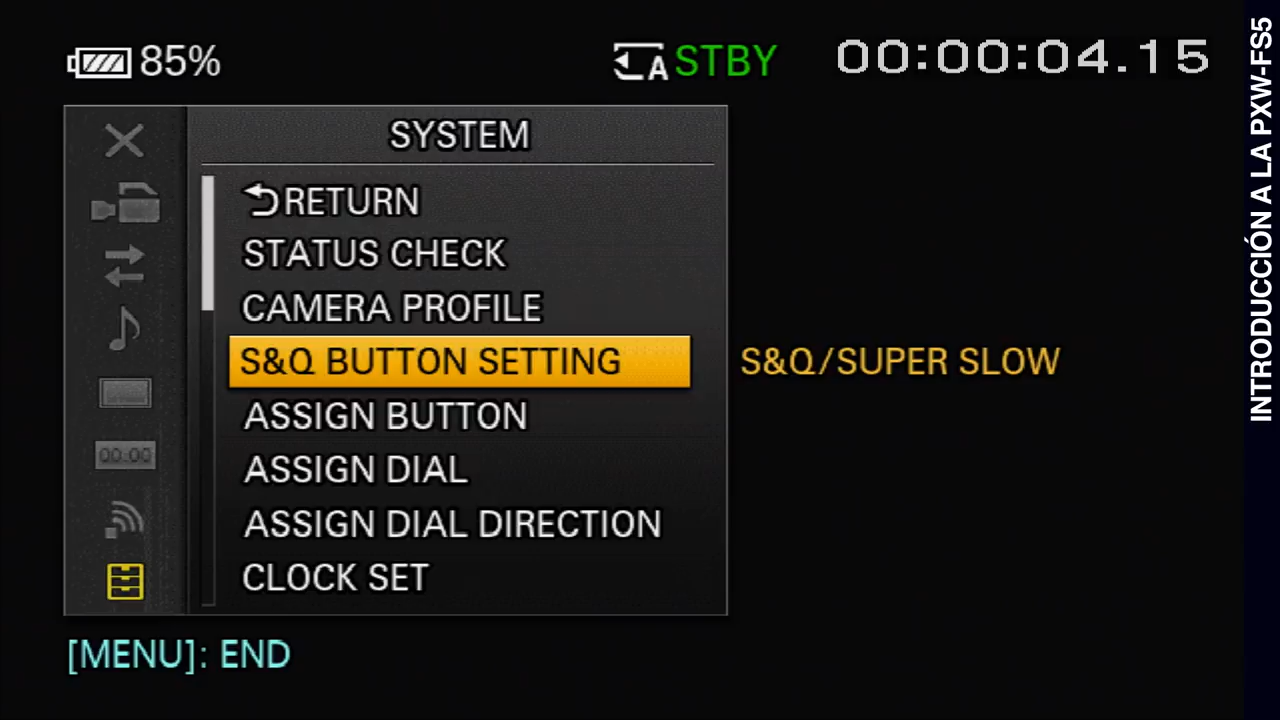 85%
A STBY
00:00:04.15
SYSTEM
RETURN
STATUS CHECK
CAMERA PROFILE
S&Q BUTTON SETTING
S&Q/SUPER SLOW
ASSIGN BUTTON
ASSIGN DIAL
ASSIGN DIAL DIRECTION
CLOCK SET
00:00
[MENU]: END
INTRODUCCIÓN A LA PXW-FS5